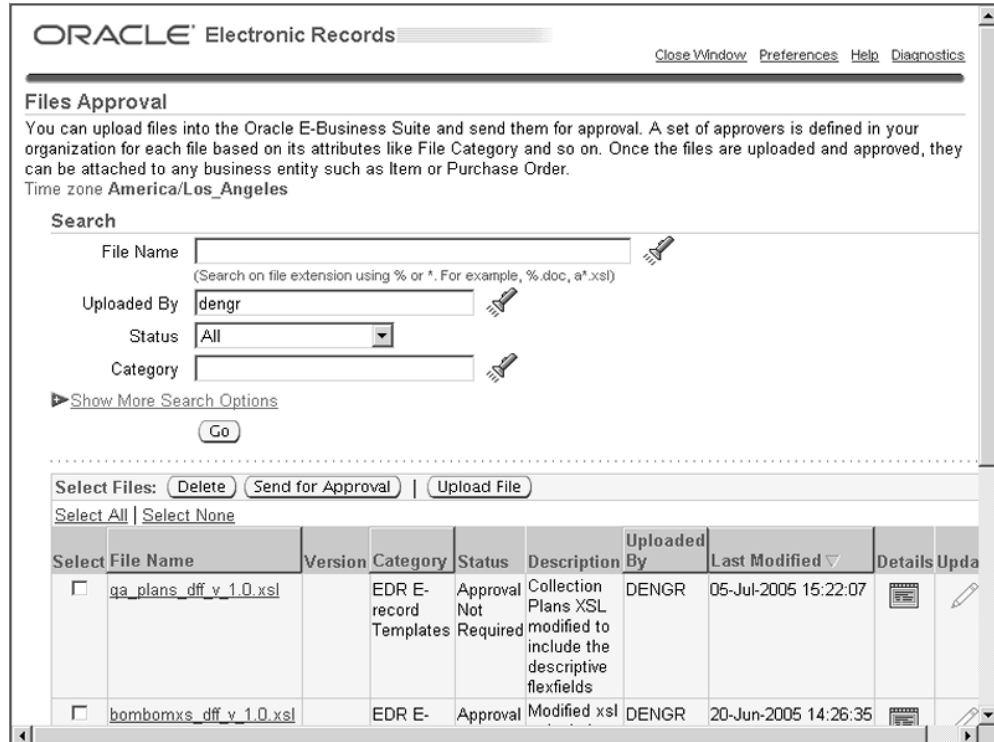 ORACLE Electronic Records
Close Window Preferences Help Diagnostics
Files Approval
You can upload files into the Oracle E-Business Suite and send them for approval. A set of approvers is defined in your
organization for each file based on its attributes like File Category and so on. Once the files are uploaded and approved, they
can be attached to any business entity such as Item or Purchase Order.
Time zone America/Los_Angeles
Search
File Name
(Search on file extension using % or *. For example, %.doc, a*.xsl)
Uploaded By dengr
Status All
Category
Show More Search Options
Go
Select Files: Delete Send for Approval | Upload File
Select All | Select None
Select File Name Version Category Status Description Uploaded By Last Modified Details Upda
qa_plans_dff_v_1.0.xsl EDR E- Approval Collection DENGR 05-Jul-2005 15:22:07
record Not Plans XSL
Templates Required modified to
include the
descriptive
flexfields
bombomxs_dff_v_1.0.xsl EDR E- Approval Modified xsl DENGR 20-Jun-2005 14:26:35